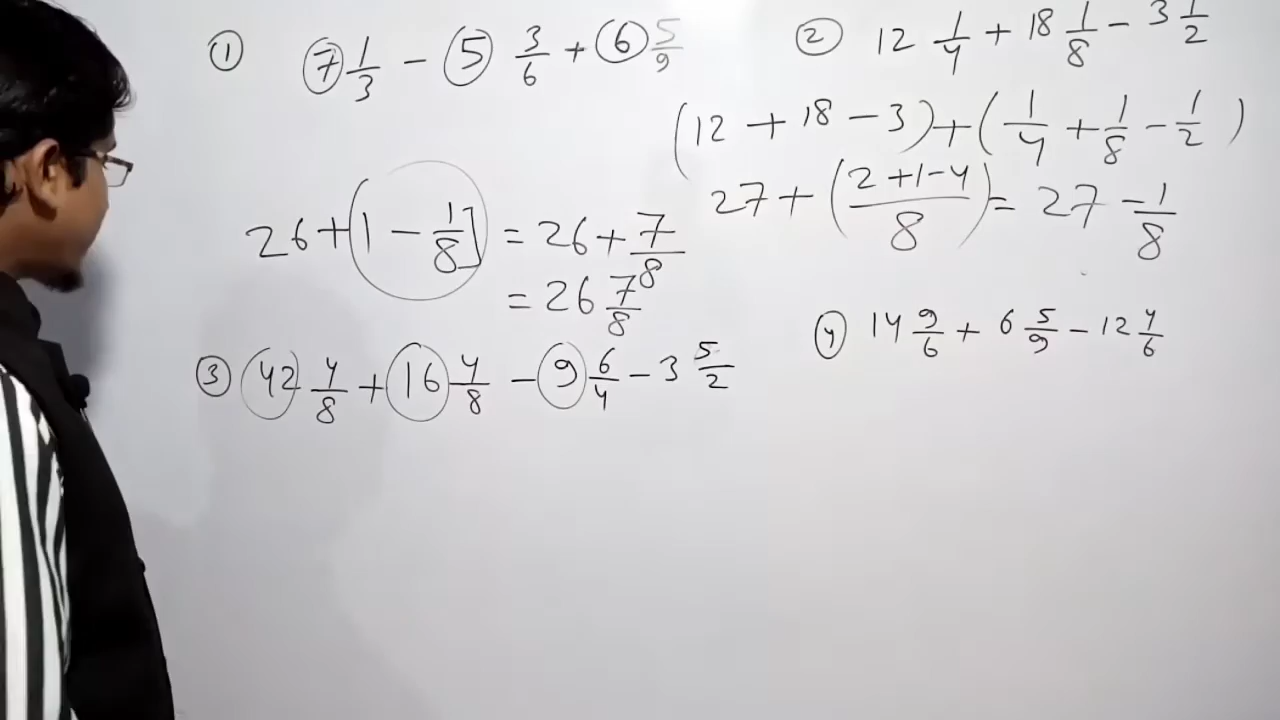 ① 7 1/3 - 5 3/6 + 6 5/9
② 12 1/4 + 18 1/8 - 3 1/2
(12 + 18 - 3) + (1/4 + 1/8 - 1/2)
27 + (2+1-4/8) = 27 - 1/8
26 + (1 - 1/8] = 26 + 7/8
= 26 7/8
③ 42 4/8 + 16 4/8 - 9 6/4 - 3 5/2
④ 14 9/6 + 6 5/9 - 12 4/6